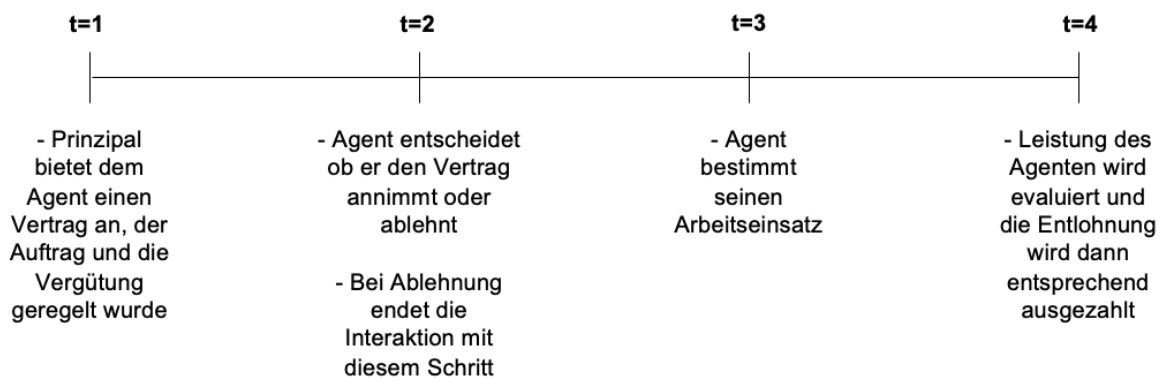 t=1
t=2
t=3
t=4
- Prinzipal
bietet dem
Agent einen
Vertrag an, der
Auftrag und die
Vergütung
geregelt wurde
- Agent entscheidet
ob er den Vertrag
annimmt oder
ablehnt
- Bei Ablehnung
endet die
Interaktion mit
diesem Schritt
- Agent
bestimmt
seinen
Arbeitseinsatz
- Leistung des
Agenten wird
evaluiert und
die Entlohnung
wird dann
entsprechend
ausgezahlt